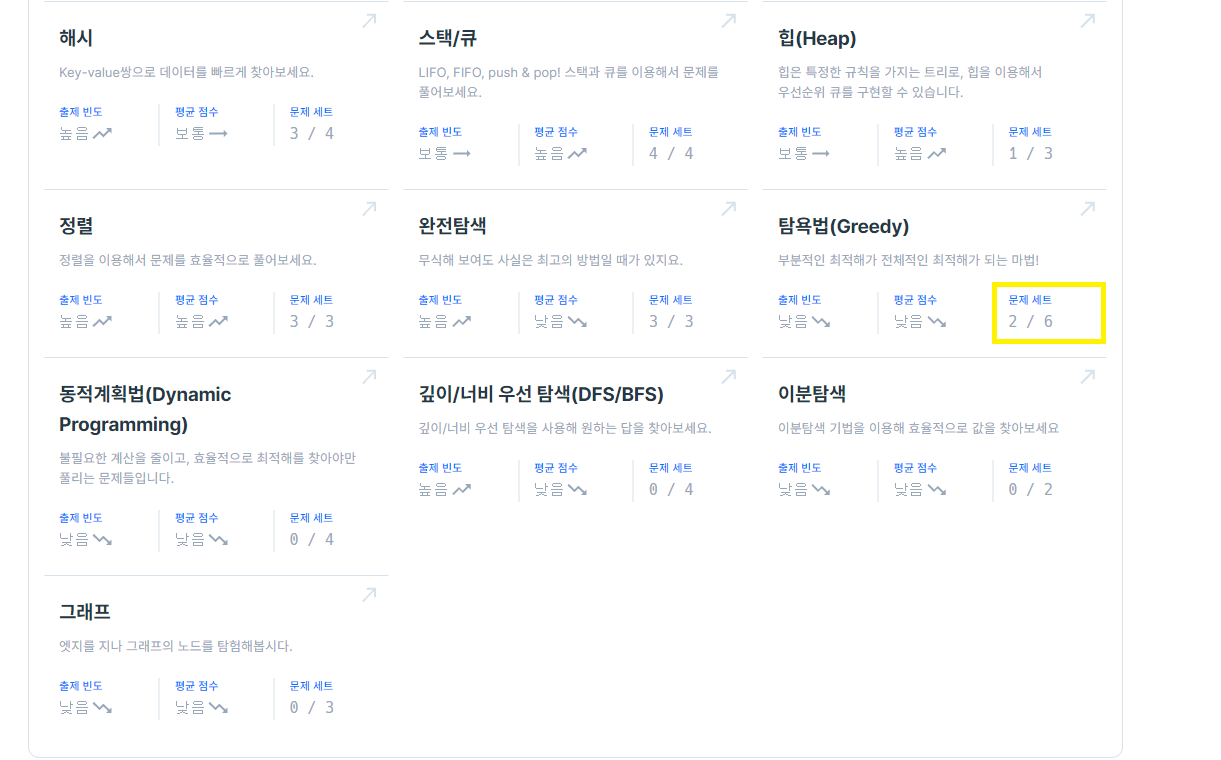 해시
Key-value쌍으로 데이터를 빠르게 찾아보세요.
출제 빈도
높음
평균 점수
보통
문제 세트
3 / 4
스택/큐
LIFO, FIFO, push & pop! 스택과 큐를 이용해서 문제를
풀어보세요.
출제 빈도
보통
평균 점수
높음
문제 세트
4 / 4
힙(Heap)
힙은 특정한 규칙을 가지는 트리로, 힙을 이용해서
우선순위 큐를 구현할 수 있습니다.
출제 빈도
보통
평균 점수
높음
문제 세트
1 / 3
정렬
정렬을 이용해서 문제를 효율적으로 풀어보세요.
출제 빈도
높음
평균 점수
높음
문제 세트
3 / 3
완전탐색
무식해 보여도 사실은 최고의 방법일 때가 있지요.
출제 빈도
높음
평균 점수
낮음
문제 세트
3 / 3
탐욕법(Greedy)
부분적인 최적해가 전체적인 최적해가 되는 마법!
출제 빈도
낮음
평균 점수
낮음
문제 세트
2 / 6
동적계획법(Dynamic
Programming)
불필요한 계산을 줄이고, 효율적으로 최적해를 찾아야만
풀리는 문제들입니다.
출제 빈도
낮음
평균 점수
낮음
문제 세트
0 / 4
깊이/너비 우선 탐색(DFS/BFS)
깊이/너비 우선 탐색을 사용해 원하는 답을 찾아보세요.
출제 빈도
높음
평균 점수
낮음
문제 세트
0 / 4
이분탐색
이분탐색 기법을 이용해 효율적으로 값을 찾아보세요
출제 빈도
낮음
평균 점수
낮음
문제 세트
0 / 2
그래프
엣지를 지나 그래프의 노드를 탐험해봅시다.
출제 빈도
낮음
평균 점수
낮음
문제 세트
0 / 3